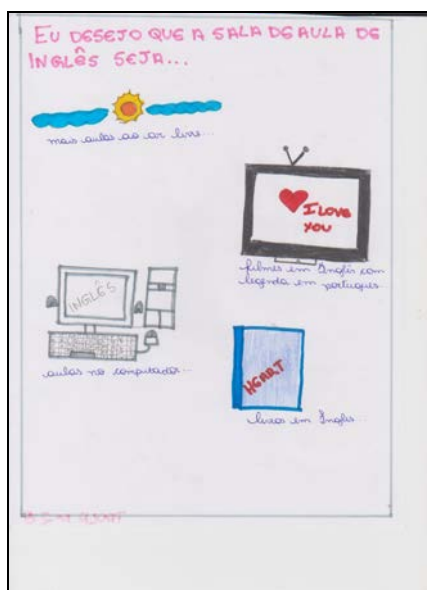 EU DESEJO QUE A SALA DE AULA DE
INGLÊS SEJA...
mais aulas ao ar livre...
I LOVE
YOU
filmes em Inglês com
legenda em português
INGLÊS
aulas no computador...
HEART
livros em Inglês...